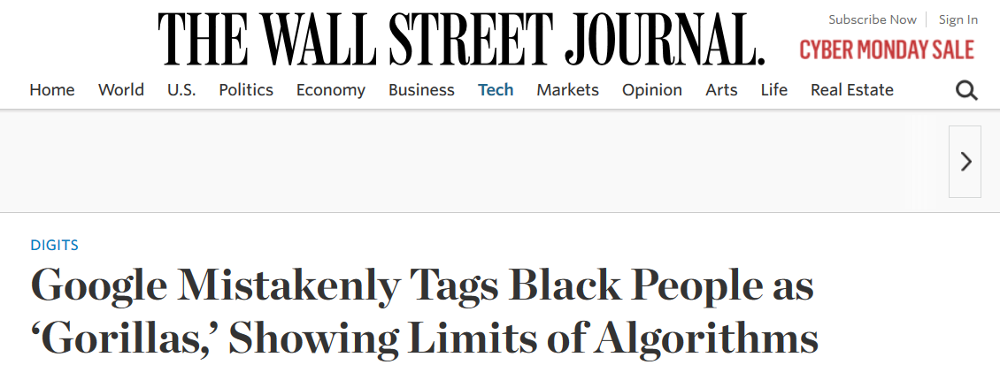 THE WALL STREET JOURNAL.
Subscribe Now Sign In
CYBER MONDAY SALE
Home World U.S. Politics Economy Business Tech Markets Opinion Arts Life Real Estate
DIGITS
Google Mistakenly Tags Black People as
‘Gorillas,’ Showing Limits of Algorithms